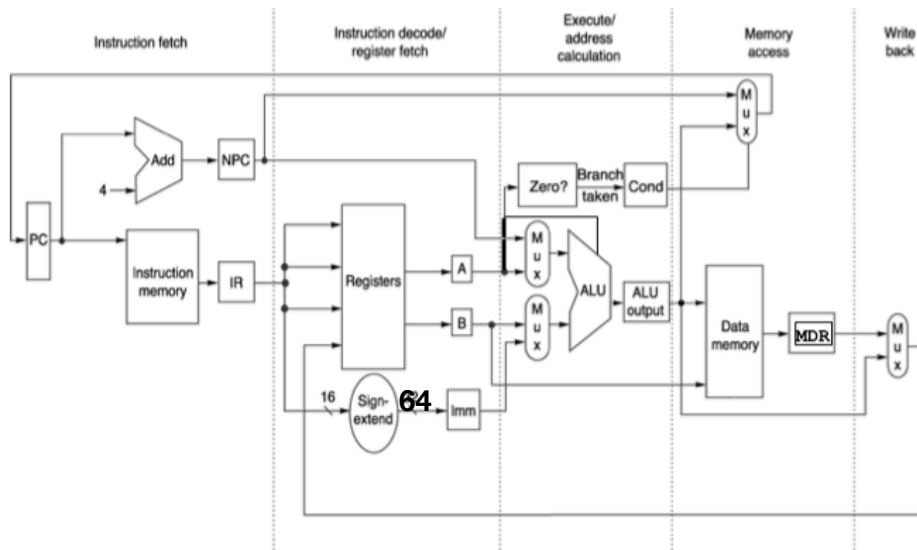 Instruction fetch
Instruction decode/
register fetch
Execute/
address
calculation
Memory
access
Write
back
M
u
x
Add
NPC
4
Zero?
Branch
taken
Cond
PC
Instruction
memory
IR
Registers
A
B
M
u
x
M
u
x
ALU
ALU
output
Data
memory
MDR
M
u
x
16
Sign-
extend
64
Imm